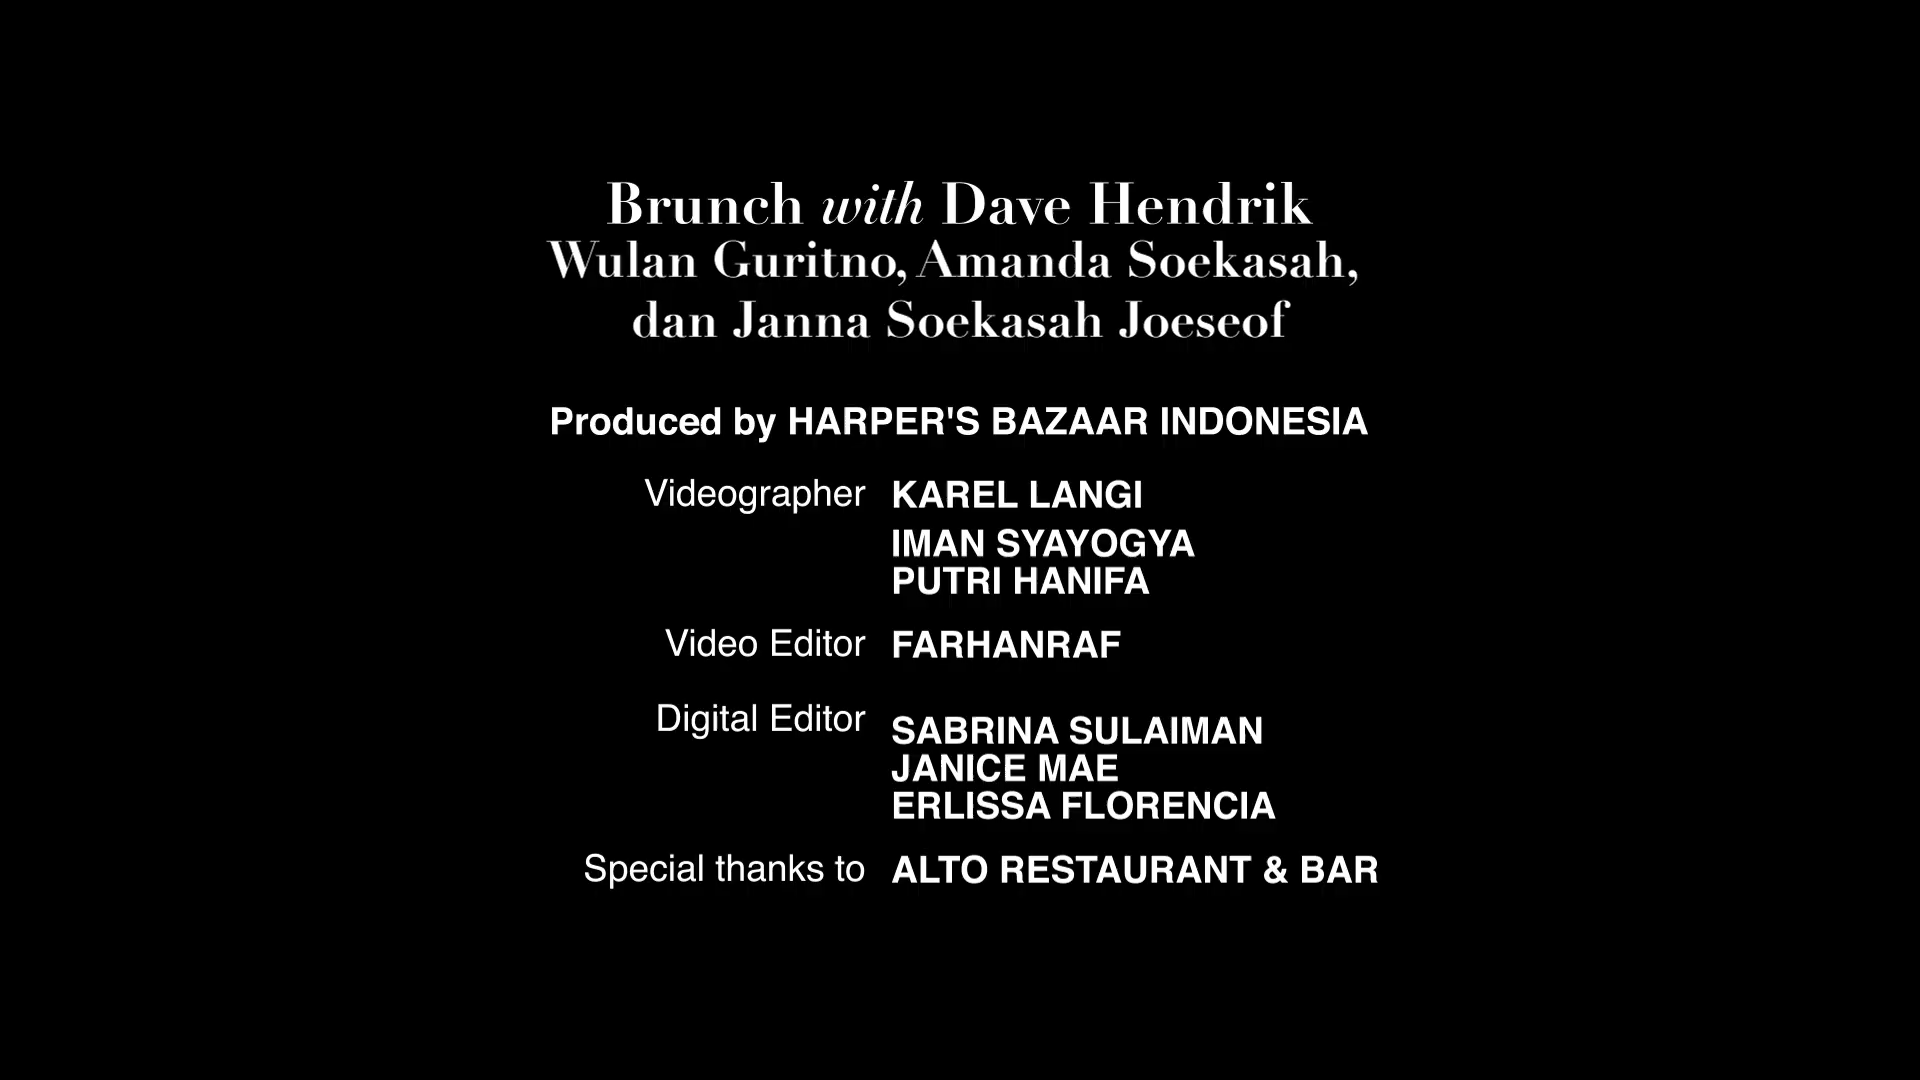 Brunch with Dave Hendrik
Wulan Guritno, Amanda Soekasah,
dan Janna Soekasah Joeseof
Produced by HARPER'S BAZAAR INDONESIA
Videographer KAREL LANGI
IMAN SYAYOGYA
PUTRI HANIFA
Video Editor FARHANRAF
Digital Editor SABRINA SULAIMAN
JANICE MAE
ERLISSA FLORENCIA
Special thanks to ALTO RESTAURANT & BAR